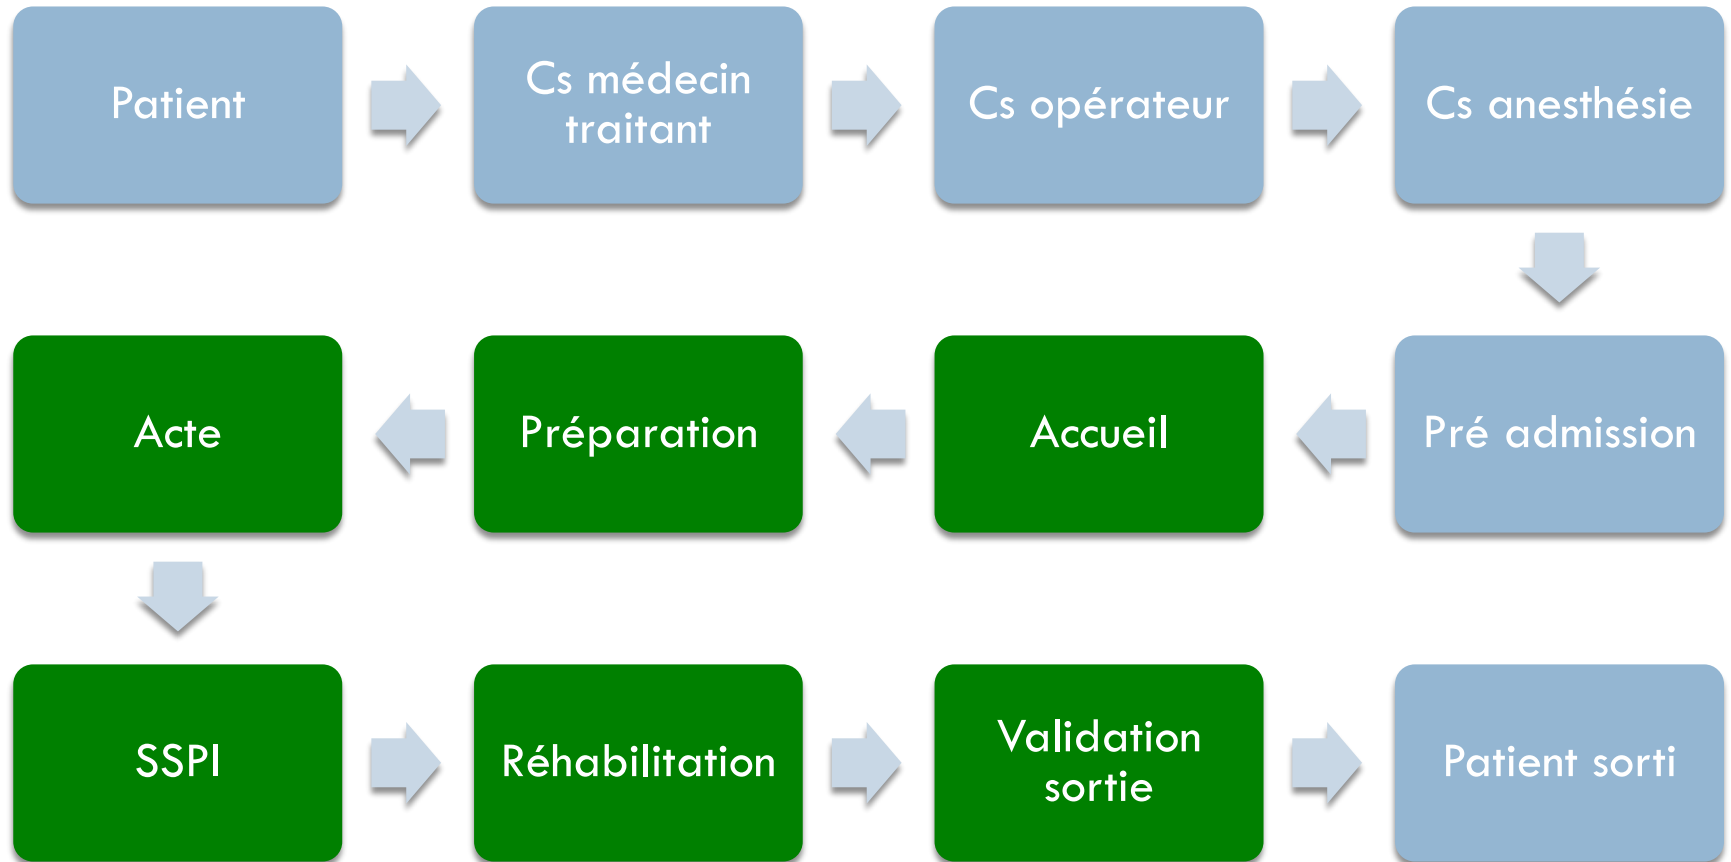 Patient
Cs médecin
traitant
Cs opérateur
Cs anesthésie
Pré admission
Accueil
Préparation
Acte
SSPI
Réhabilitation
Validation
sortie
Patient sorti